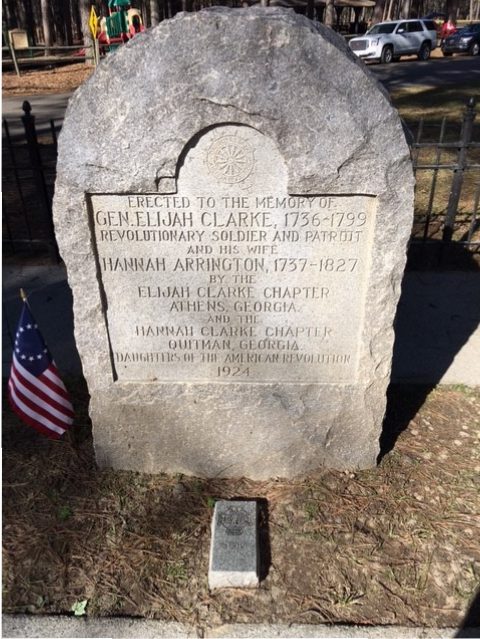 ERECTED TO THE MEMORY OF
GEN. ELIJAH CLARKE, 1736-1799
REVOLUTIONARY SOLDIER AND PATRIOT
AND HIS WIFE
HANNAH ARRINGTON, 1737-1827
BY THE
ELIJAH CLARKE CHAPTER
ATHENS, GEORGIA.
AND THE
HANNAH CLARKE CHAPTER
QUITMAN, GEORGIA.
DAUGHTERS OF THE AMERICAN REVOLUTION
1924